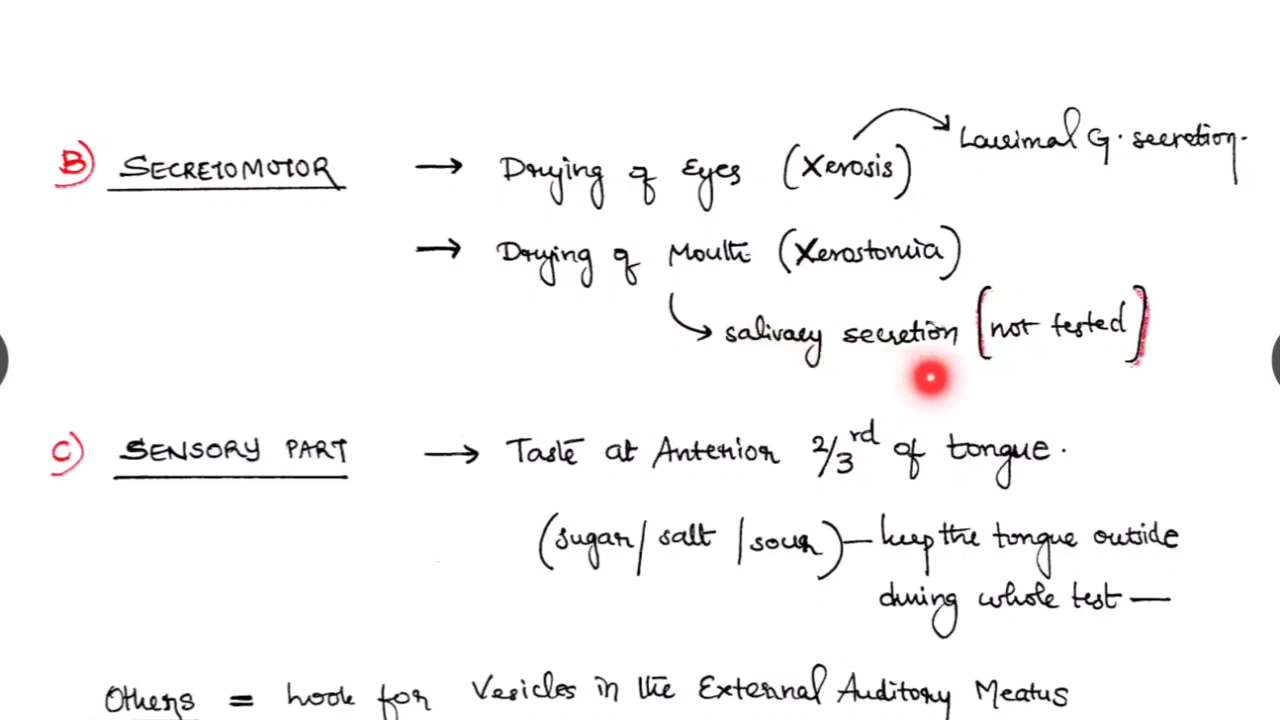 B) SECRETOMOTOR → Drying of Eyes (Xerosis) → Lacrimal G. secretion.
→ Drying of Mouth (Xerostomia)
↳ salivary secretion [not tested]
C) SENSORY PART → Taste at Anterior 2/3rd of tongue.
(sugar/ salt / sour) — keep the tongue outside
during whole test —
Others = look for Vesicles in the External Auditory Meatus